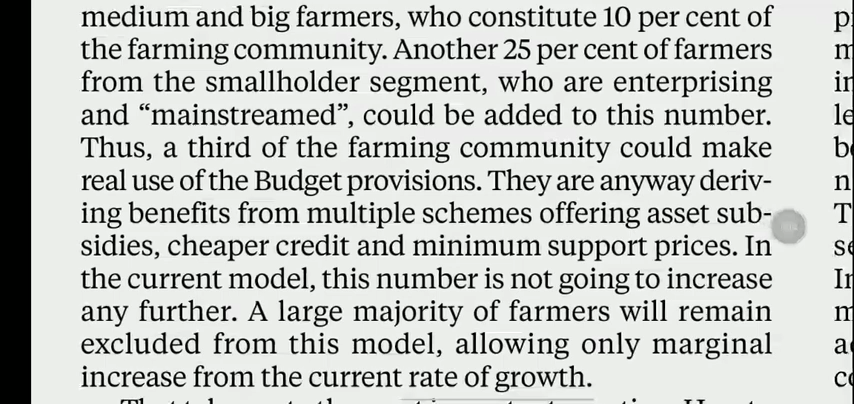 medium and big farmers, who constitute 10 per cent of
the farming community. Another 25 per cent of farmers
from the smallholder segment, who are enterprising
and “mainstreamed”, could be added to this number.
Thus, a third of the farming community could make
real use of the Budget provisions. They are anyway deriv-
ing benefits from multiple schemes offering asset sub-
sidies, cheaper credit and minimum support prices. In
the current model, this number is not going to increase
any further. A large majority of farmers will remain
excluded from this model, allowing only marginal
increase from the current rate of growth.